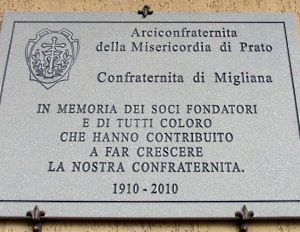 Arciconfraternita
della Misericordia di Prato
Confraternita di Migliana
IN MEMORIA DEI SOCI FONDATORI
E DI TUTTI COLORO
CHE HANNO CONTRIBUITO
A FAR CRESCERE
LA NOSTRA CONFRATERNITA.
1910 - 2010